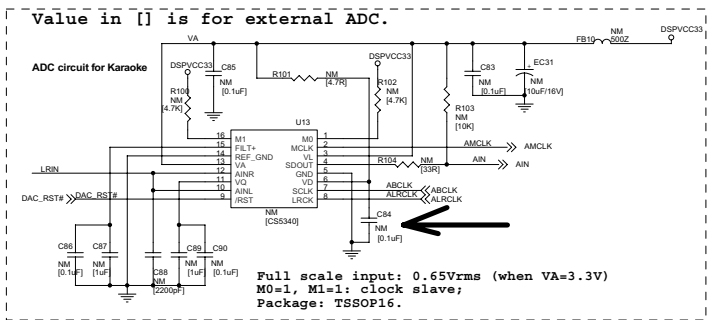 Value in [] is for external ADC.
NM
FB10
500Z
DSPVCC33
VA
ADC circuit for Karaoke
DSPVCC33
C85
NM
[0.1uF]
R101
NM
[4.7R]
DSPVCC33
R102
NM
[4.7K]
C83
NM
[0.1uF]
EC31
+
NM
[10uF/16V]
R100
NM
[4.7K]
R103
NM
[10K]
U13
16 M1 M0 1
15 FILT+ MCLK 2 AMCLK AMCLK
14 REF_GND VL 3
13 VA SDOUT 4 R104 NM [33R] AIN AIN
LRIN 12 AINR GND 5
11 VQ VD 6
10 AINL SCLK 7 ABCLK ABCLK
DAC_RST# DAC_RST# 9 /RST LRCK 8 ALRCLK ALRCLK
NM
[CS5340]
C84
NM
[0.1uF]
C86
NM
[0.1uF]
C87
NM
[1uF]
C88
NM
[2200pF]
C89
NM
[1uF]
C90
NM
[0.1uF]
Full scale input: 0.65Vrms (when VA=3.3V)
M0=1, M1=1: clock slave;
Package: TSSOP16.